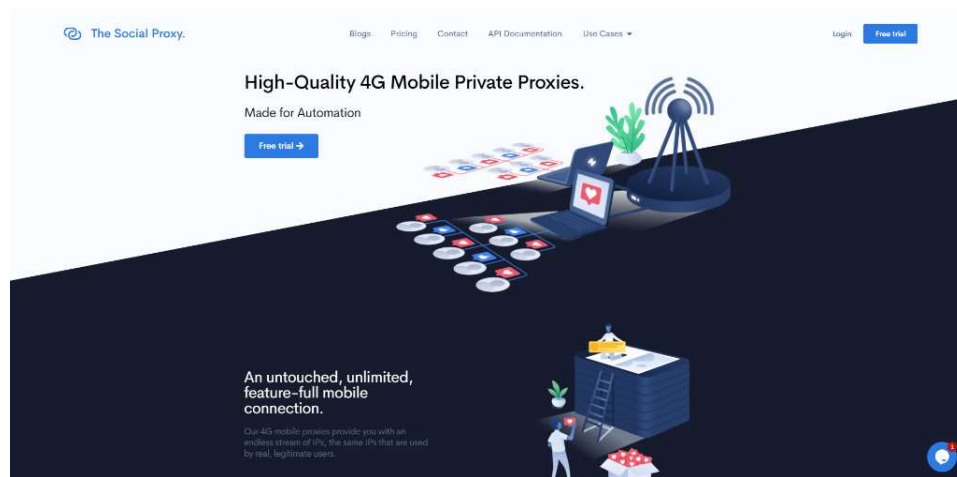 The Social Proxy.
Blogs Pricing Contact API Documentation Use Cases
Login Free trial
High-Quality 4G Mobile Private Proxies.
Made for Automation
Free trial →
An untouched, unlimited,
feature-full mobile
connection.
Our 4G mobile proxies provide you with an
endless stream of IPs, the same IPs that are used
by real, legitimate users.
1